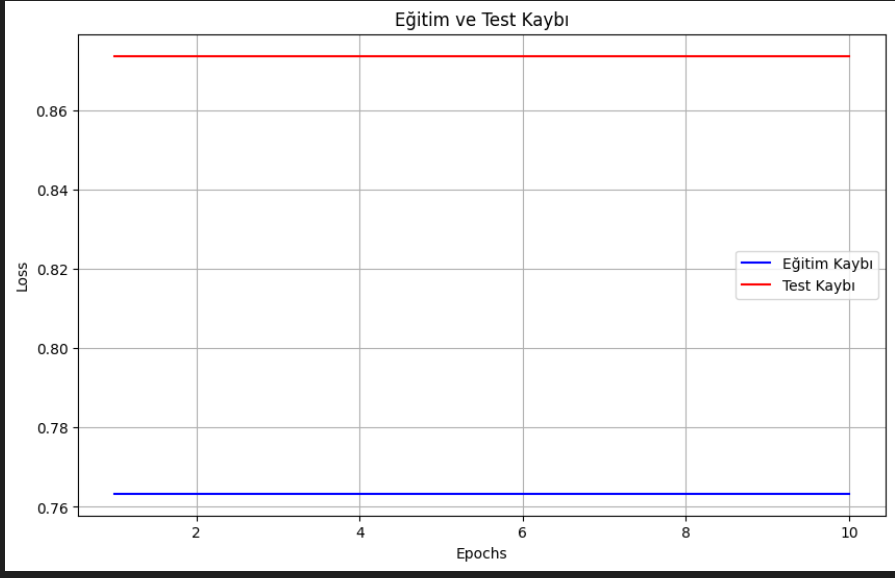 Eğitim ve Test Kaybı
0.86
0.84
0.82
0.80
0.78
0.76
Loss
Eğitim Kaybı
Test Kaybı
2 4 6 8 10
Epochs